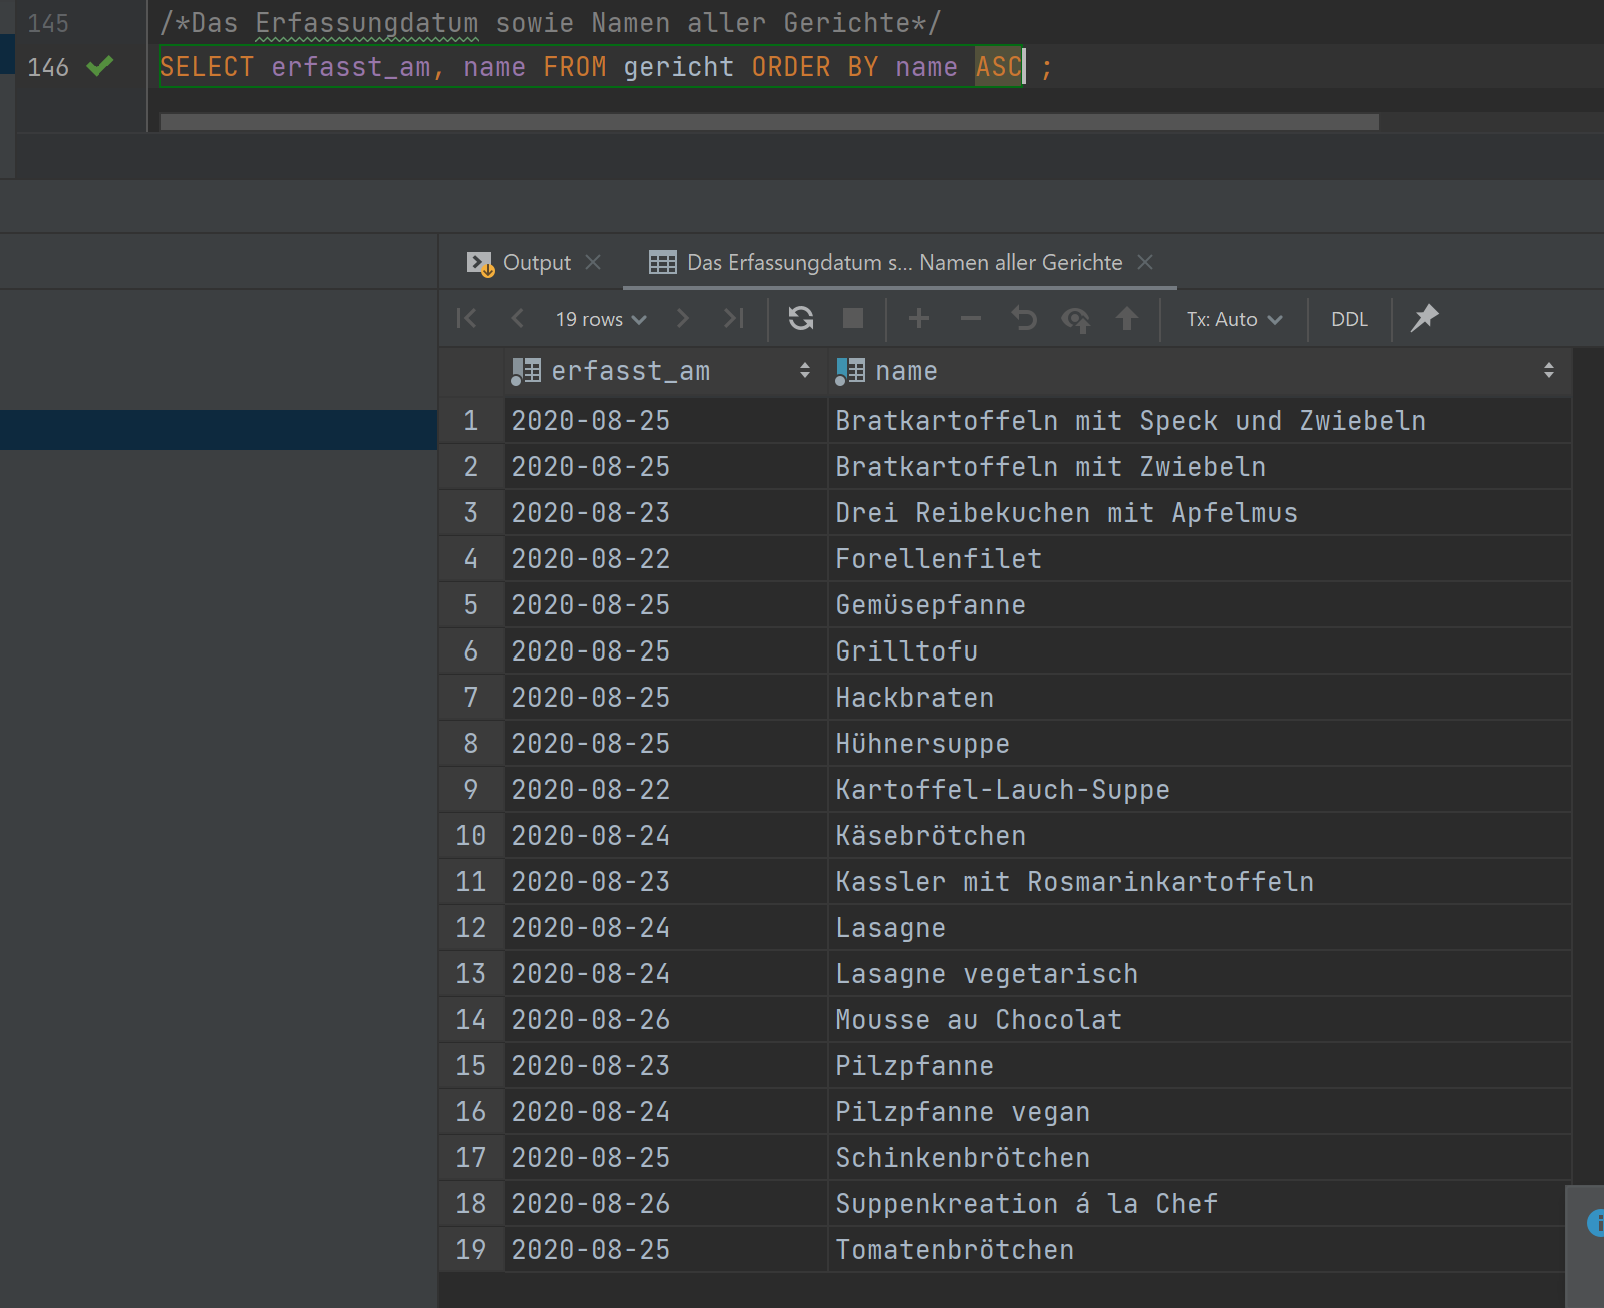 145 /*Das Erfassungdatum sowie Namen aller Gerichte*/
146 SELECT erfasst_am, name FROM gericht ORDER BY name ASC ;
Output Das Erfassungdatum s... Namen aller Gerichte
19 rows Tx: Auto DDL
erfasst_am name
1 2020-08-25 Bratkartoffeln mit Speck und Zwiebeln
2 2020-08-25 Bratkartoffeln mit Zwiebeln
3 2020-08-23 Drei Reibekuchen mit Apfelmus
4 2020-08-22 Forellenfilet
5 2020-08-25 Gemüsepfanne
6 2020-08-25 Grilltofu
7 2020-08-25 Hackbraten
8 2020-08-25 Hühnersuppe
9 2020-08-22 Kartoffel-Lauch-Suppe
10 2020-08-24 Käsebrötchen
11 2020-08-23 Kassler mit Rosmarinkartoffeln
12 2020-08-24 Lasagne
13 2020-08-24 Lasagne vegetarisch
14 2020-08-26 Mousse au Chocolat
15 2020-08-23 Pilzpfanne
16 2020-08-24 Pilzpfanne vegan
17 2020-08-25 Schinkenbrötchen
18 2020-08-26 Suppenkreation á la Chef
19 2020-08-25 Tomatenbrötchen